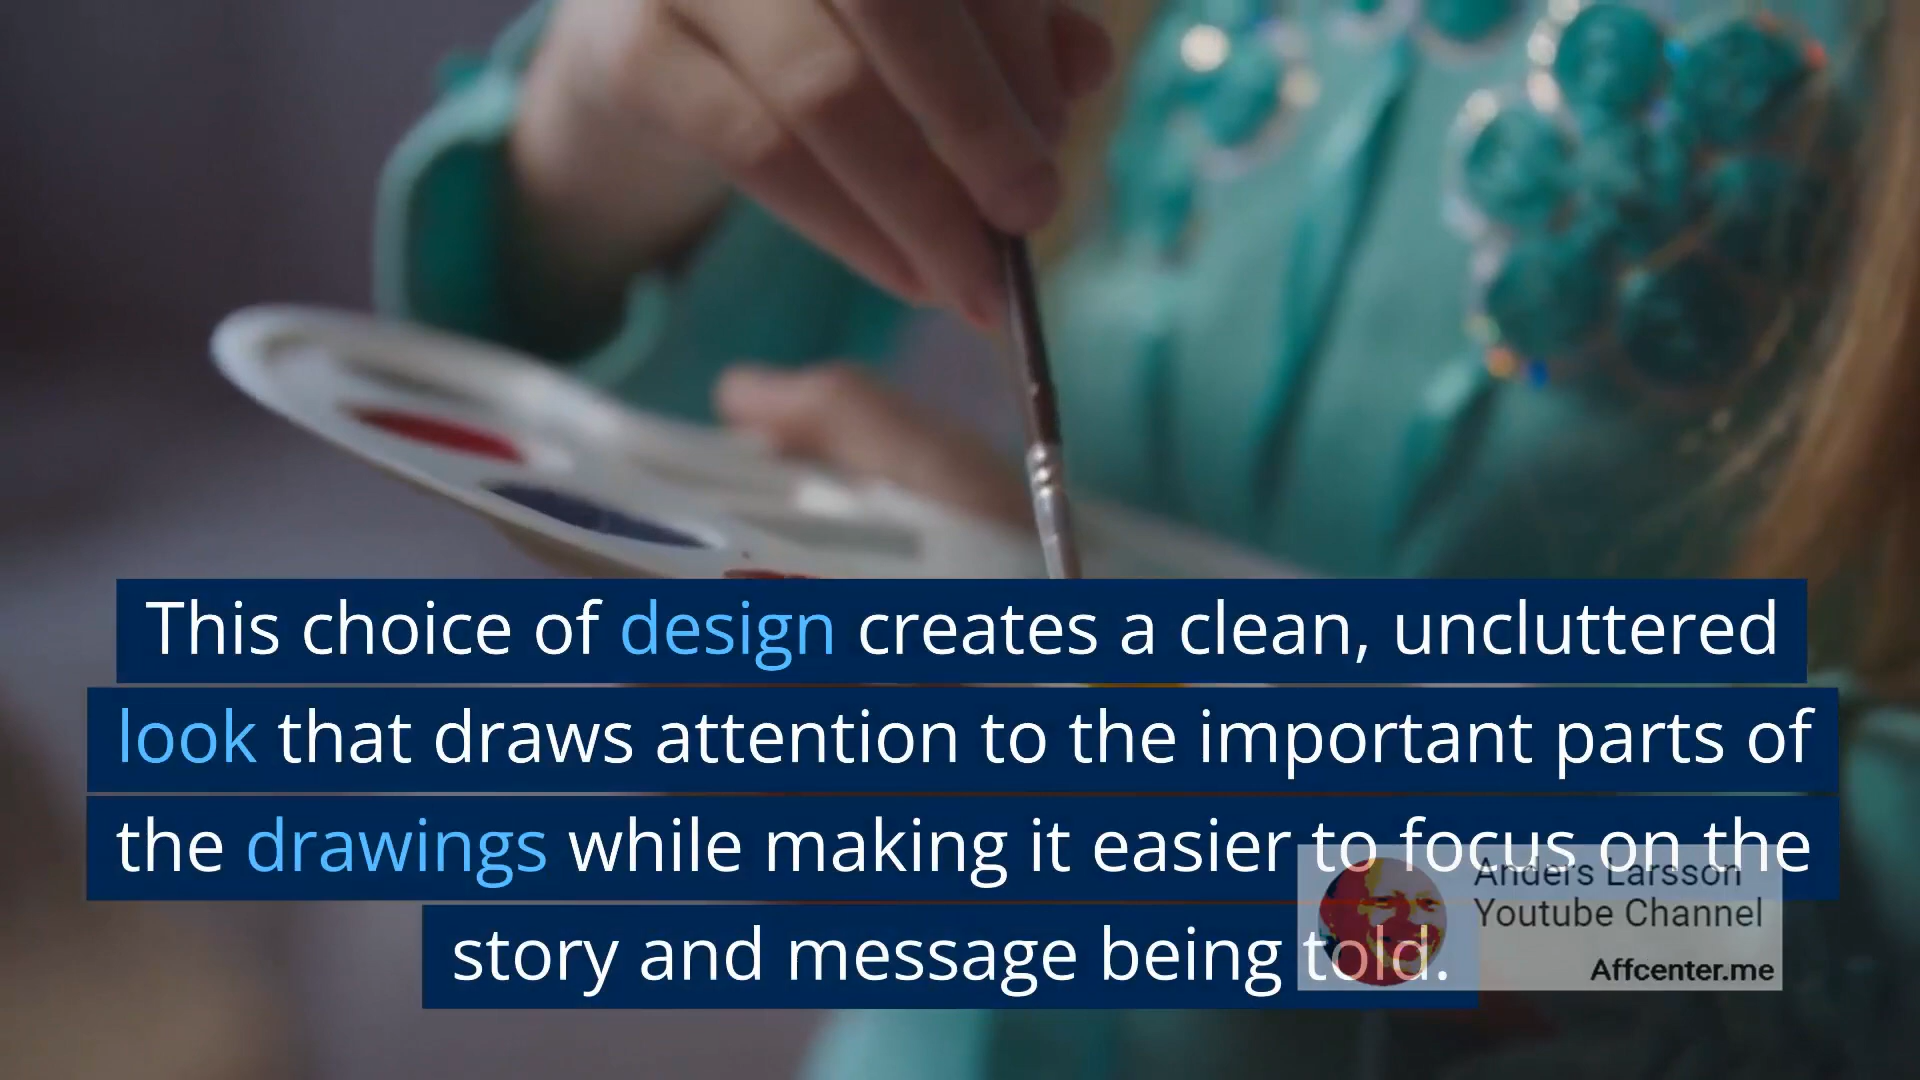 This choice of design creates a clean, uncluttered
look that draws attention to the important parts of
the drawings while making it easier to focus on the
story and message being told.
Anders Larsson
Youtube Channel
Affcenter.me